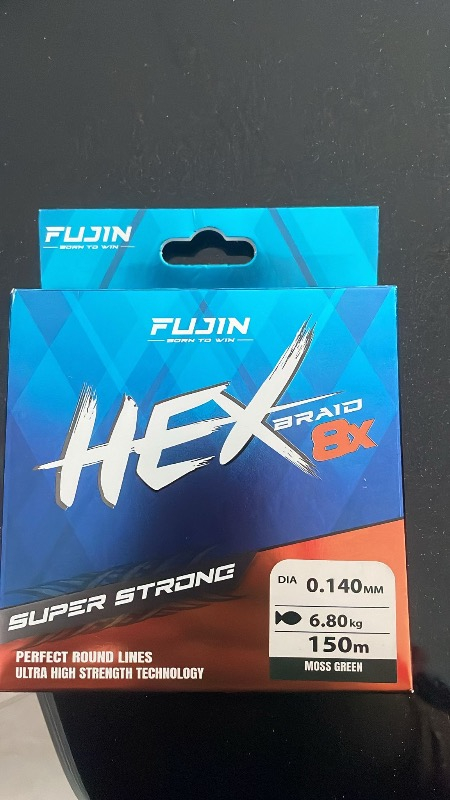 FUJIN
BORN TO WIN
FUJIN
BORN TO WIN
HEX
BRAID
8X
SUPER STRONG
DIA 0.140MM
6.80kg
150m
MOSS GREEN
PERFECT ROUND LINES
ULTRA HIGH STRENGTH TECHNOLOGY